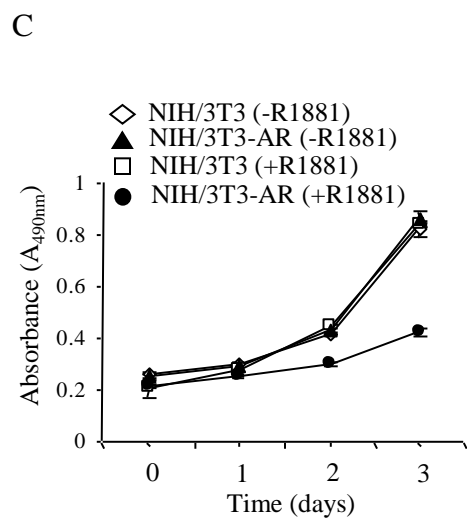 C
NIH/3T3 (-R1881)
NIH/3T3-AR (-R1881)
NIH/3T3 (+R1881)
NIH/3T3-AR (+R1881)
Absorbance (A490nm)
1
0.8
0.6
0.4
0.2
0
0 1 2 3
Time (days)